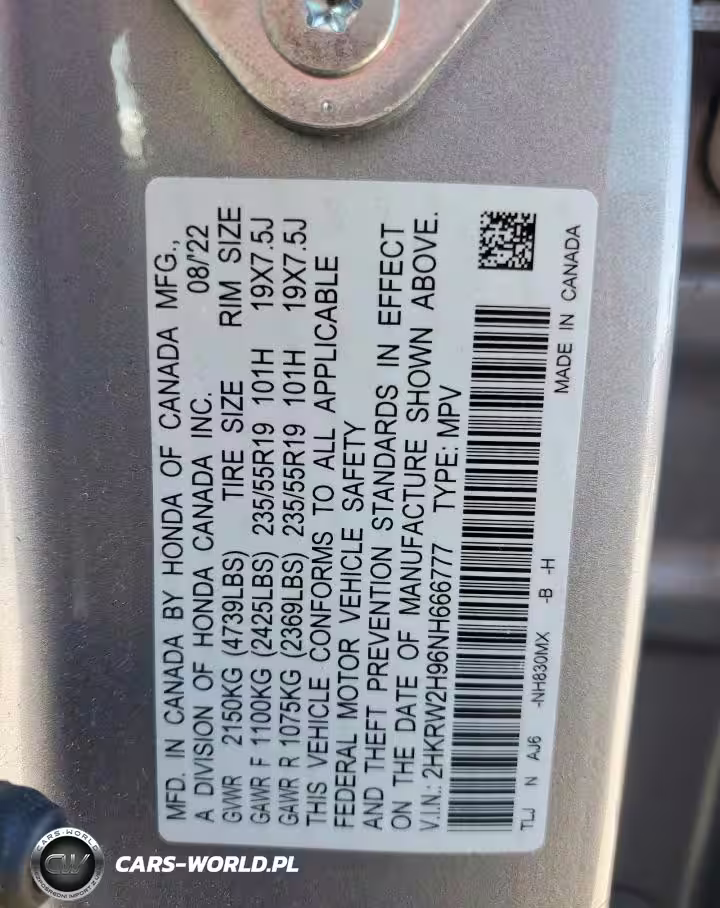 MFD. IN CANADA BY HONDA OF CANADA MFG.,
A DIVISION OF HONDA CANADA INC. 08/'22
GVWR 2150KG (4739LBS) TIRE SIZE RIM SIZE
GAWR F 1100KG (2425LBS) 235/55R19 101H 19X7.5J
GAWR R 1075KG (2369LBS) 235/55R19 101H 19X7.5J
THIS VEHICLE CONFORMS TO ALL APPLICABLE
FEDERAL MOTOR VEHICLE SAFETY
AND THEFT PREVENTION STANDARDS IN EFFECT
ON THE DATE OF MANUFACTURE SHOWN ABOVE.
V.I.N.: 2HKRW2H96NH666777 TYPE: MPV
TLJ N AJ6 -NH830MX -B -H
MADE IN CANADA
CARS-WORLD
CW
CARS-WORLD.PL